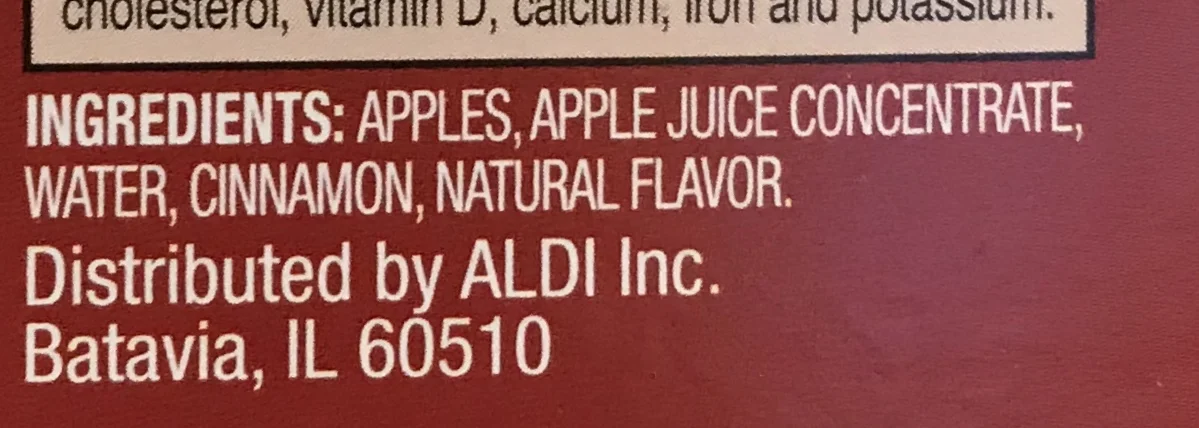 cholesterol, vitamin D, calcium, iron and potassium.
INGREDIENTS: APPLES, APPLE JUICE CONCENTRATE,
WATER, CINNAMON, NATURAL FLAVOR.
Distributed by ALDI Inc.
Batavia, IL 60510